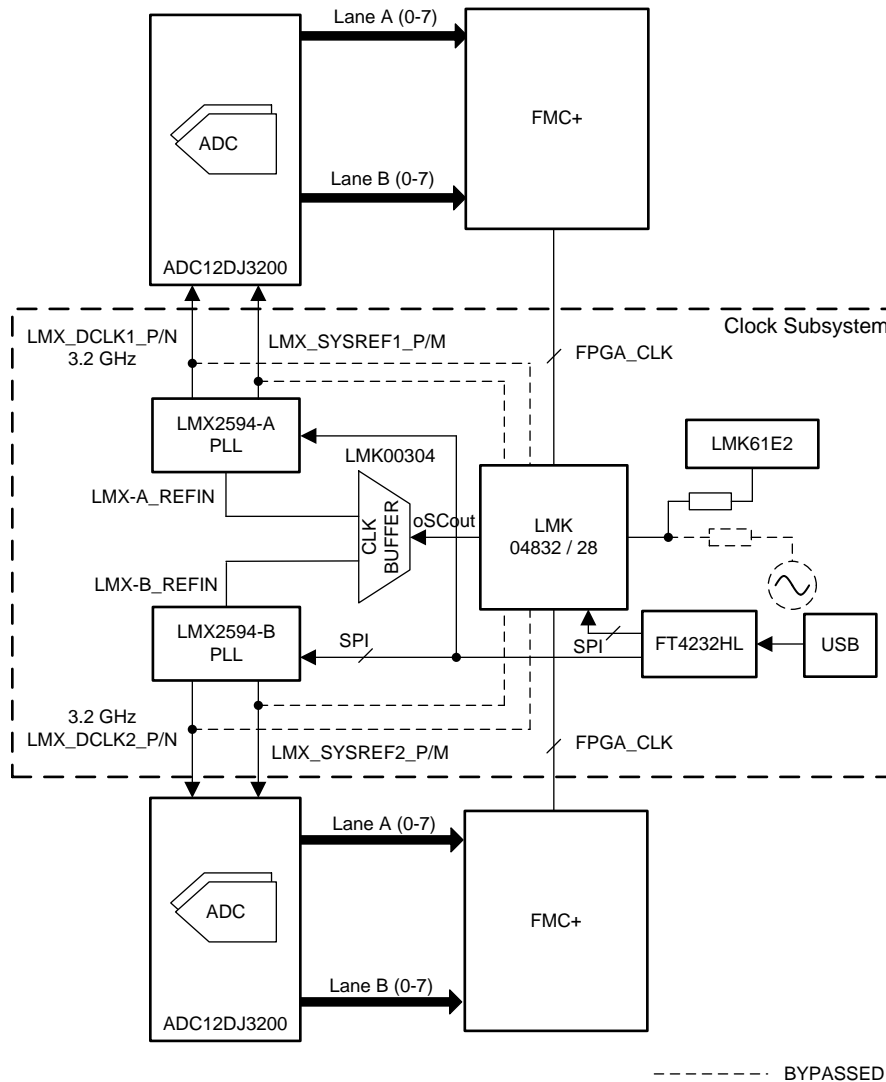 Lane A (0-7)
ADC
FMC+
Lane B (0-7)
ADC12DJ3200
Clock Subsystem
LMX_DCLK1_P/N
3.2 GHz
LMX_SYSREF1_P/M
FPGA_CLK
LMX2594-A
PLL
LMK00304
LMK61E2
LMX-A_REFIN
CLK
BUFFER
oSCout
LMK
04832 / 28
LMX-B_REFIN
LMX2594-B
PLL
SPI
SPI
FT4232HL
USB
3.2 GHz
LMX_DCLK2_P/N
LMX_SYSREF2_P/M
FPGA_CLK
Lane A (0-7)
ADC
FMC+
Lane B (0-7)
ADC12DJ3200
BYPASSED